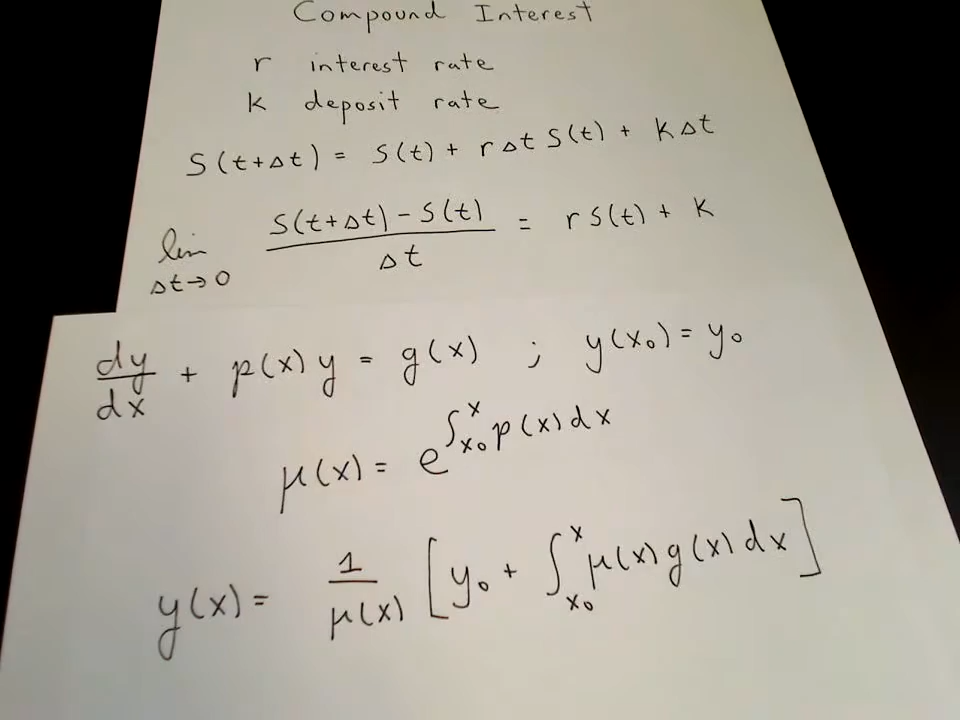 Compound Interest
r interest rate
k deposit rate
S(t+Δt) = S(t) + rΔt S(t) + kΔt
lim Δt→0 S(t+Δt) - S(t) / Δt = r S(t) + k
dy/dx + p(x) y = g(x) ; y(x₀) = y₀
μ(x) = e^∫ₓ₀ˣ p(x)dx
y(x) = 1/μ(x) [y₀ + ∫ₓ₀ˣ μ(x) g(x) dx]